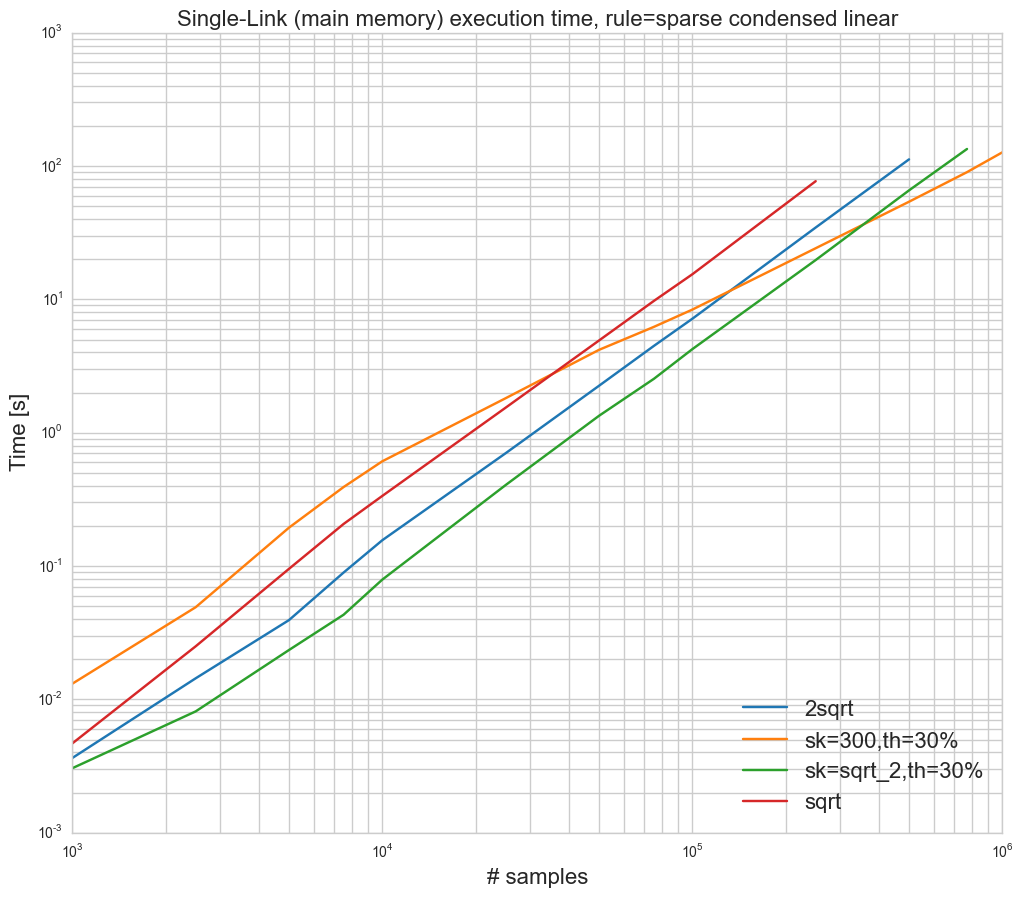 Single-Link (main memory) execution time, rule=sparse condensed linear
10³
10²
10¹
10⁰
10⁻¹
10⁻²
10⁻³
Time [s]
2sqrt
sk=300,th=30%
sk=sqrt_2,th=30%
sqrt
10³ 10⁴ 10⁵ 10⁶
# samples